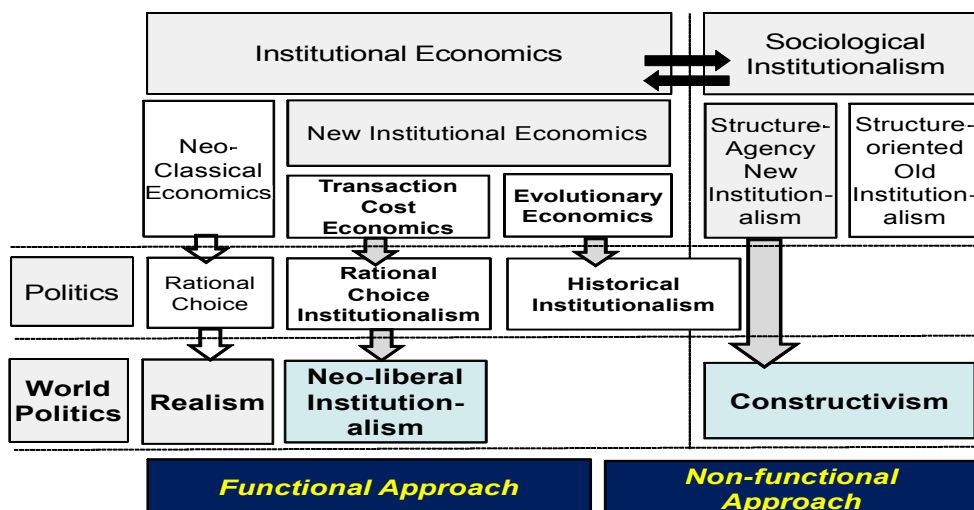 Institutional Economics
Sociological
Institutionalism
Neo-
Classical
Economics
New Institutional Economics
Structure-
Agency
New
Institution-
alism
Structure-
oriented
Old
Institution-
alism
Transaction
Cost
Economics
Evolutionary
Economics
Politics
Rational
Choice
Rational
Choice
Institutionalism
Historical
Institutionalism
World
Politics
Realism
Neo-liberal
Institution-
alism
Constructivism
Functional Approach
Non-functional
Approach